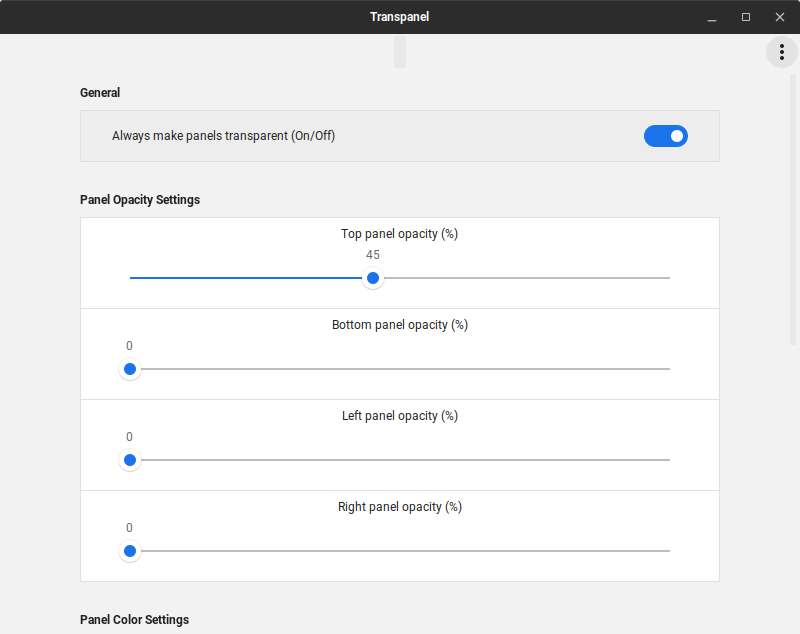 Transpanel
General
Always make panels transparent (On/Off)
Panel Opacity Settings
Top panel opacity (%)
45
Bottom panel opacity (%)
0
Left panel opacity (%)
0
Right panel opacity (%)
0
Panel Color Settings